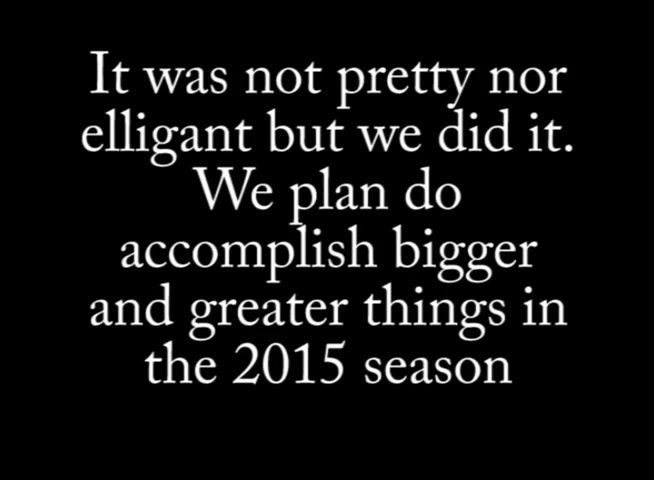 It was not pretty nor
elligant but we did it.
We plan do
accomplish bigger
and greater things in
the 2015 season